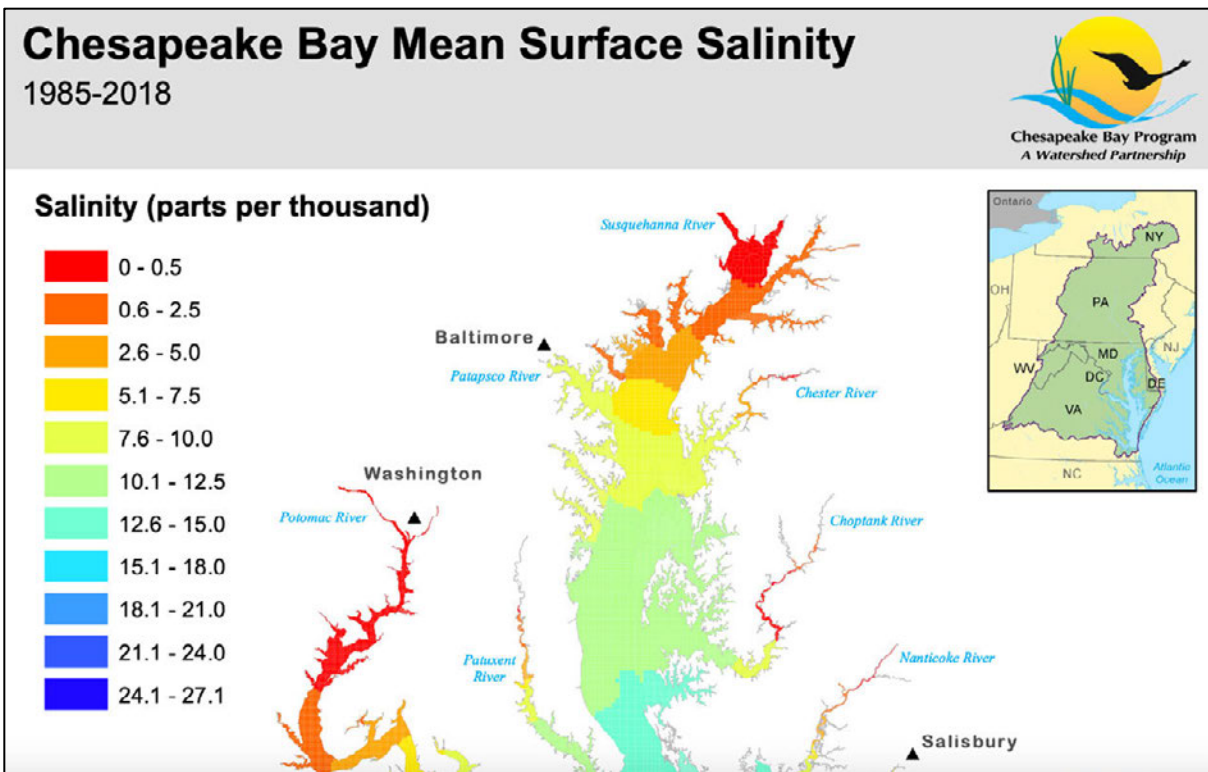 Chesapeake Bay Mean Surface Salinity
1985-2018
Chesapeake Bay Program
A Watershed Partnership
Salinity (parts per thousand)
0 - 0.5
0.6 - 2.5
2.6 - 5.0
5.1 - 7.5
7.6 - 10.0
10.1 - 12.5
12.6 - 15.0
15.1 - 18.0
18.1 - 21.0
21.1 - 24.0
24.1 - 27.1
Susquehanna River
Baltimore
Patapsco River
Chester River
Washington
Potomac River
Choptank River
Patuxent
River
Nanticoke River
Salisbury
Ontario
NY
OH
PA
NJ
MD
WV
DC
DE
VA
NC
Atlantic
Ocean